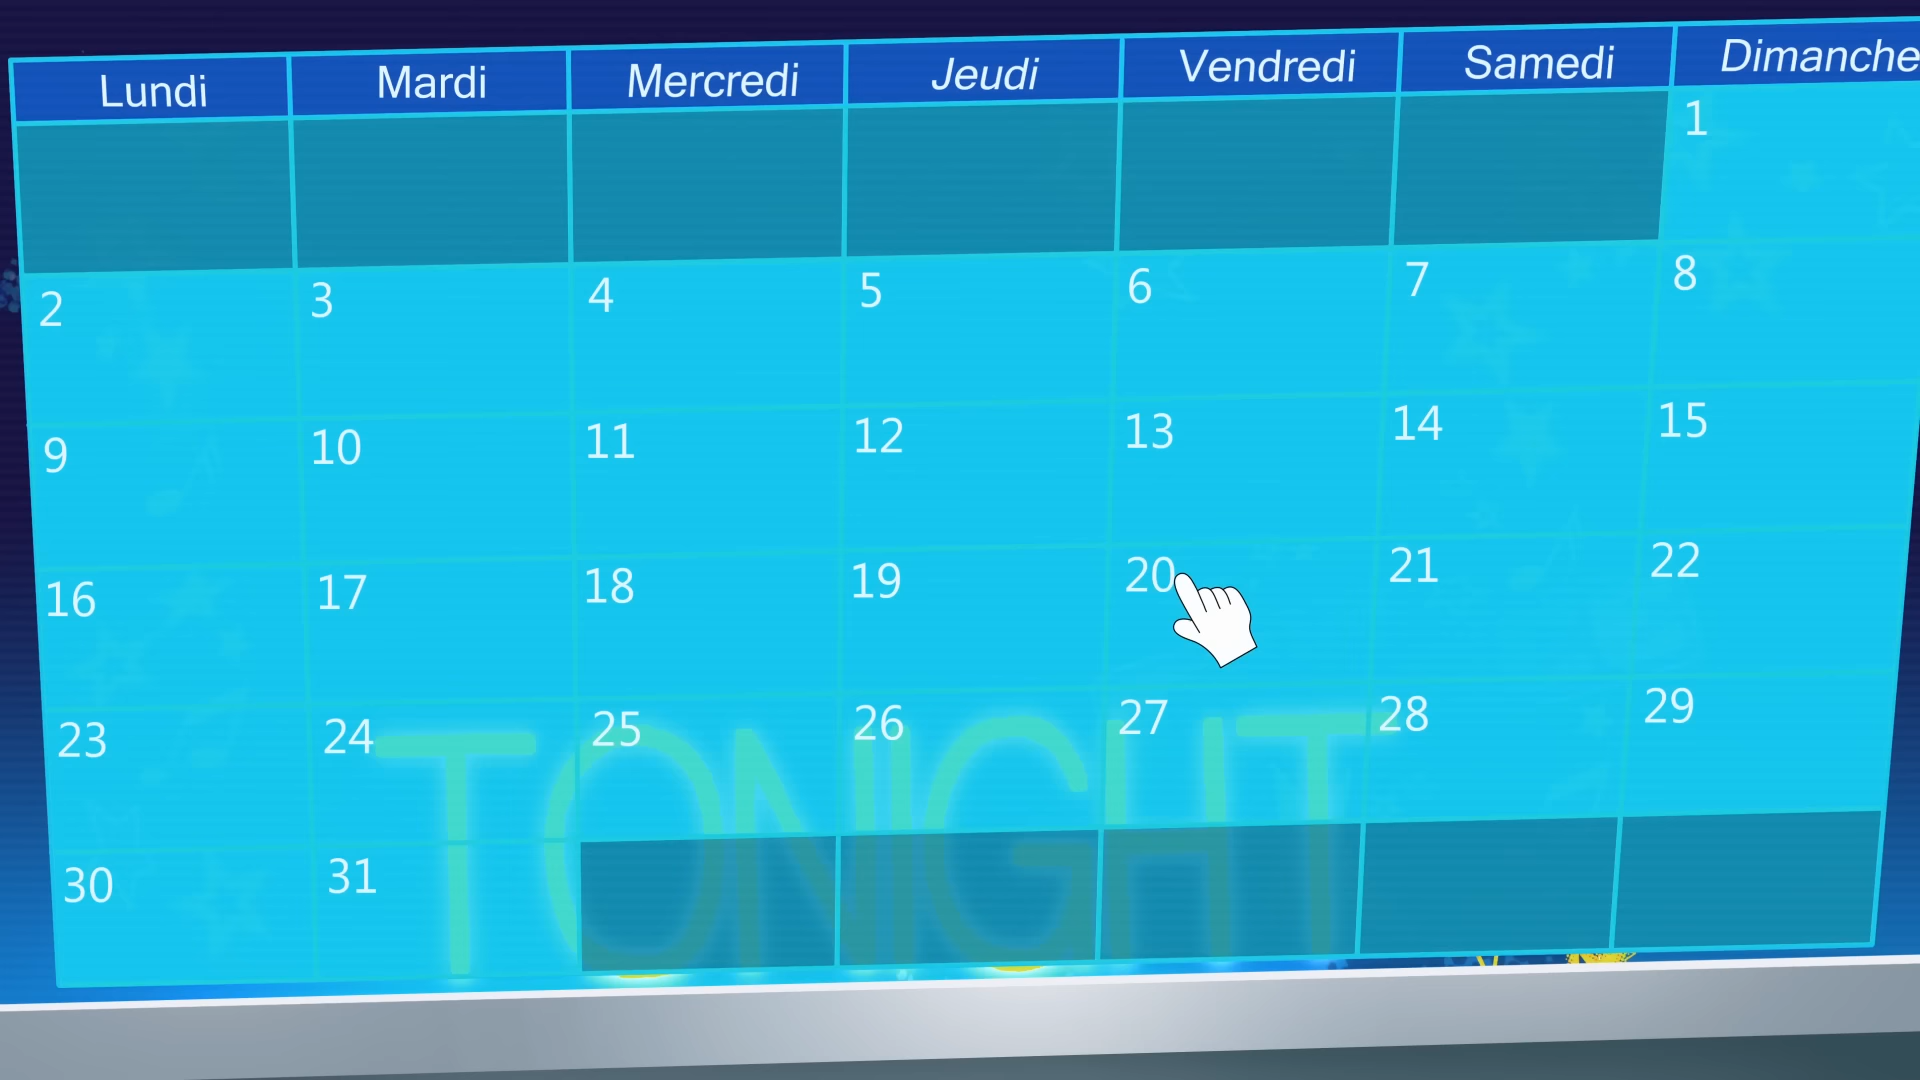 Lundi Mardi Mercredi Jeudi Vendredi Samedi Dimanche
1
2 3 4 5 6 7 8
9 10 11 12 13 14 15
16 17 18 19 20 21 22
23 24 25 26 27 28 29
TONIGHT
30 31